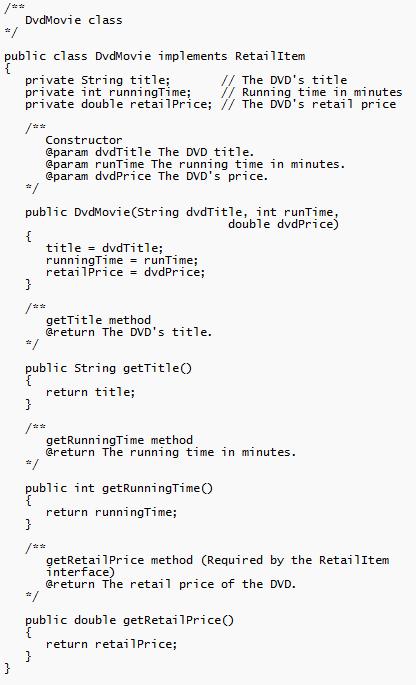 /**
   DvdMovie class
*/

public class DvdMovie implements RetailItem
{
   private String title;       // The DVD's title
   private int runningTime;    // Running time in minutes
   private double retailPrice; // The DVD's retail price

   /**
      Constructor
      @param dvdTitle The DVD title.
      @param runTime The running time in minutes.
      @param dvdPrice The DVD's price.
   */

   public DvdMovie(String dvdTitle, int runTime,
                                double dvdPrice)
   {
      title = dvdTitle;
      runningTime = runTime;
      retailPrice = dvdPrice;
   }

   /**
      getTitle method
      @return The DVD's title.
   */

   public String getTitle()
   {
      return title;
   }

   /**
      getRunningTime method
      @return The running time in minutes.
   */

   public int getRunningTime()
   {
      return runningTime;
   }

   /**
      getRetailPrice method (Required by the RetailItem
      interface)
      @return The retail price of the DVD.
   */

   public double getRetailPrice()
   {
      return retailPrice;
   }
}